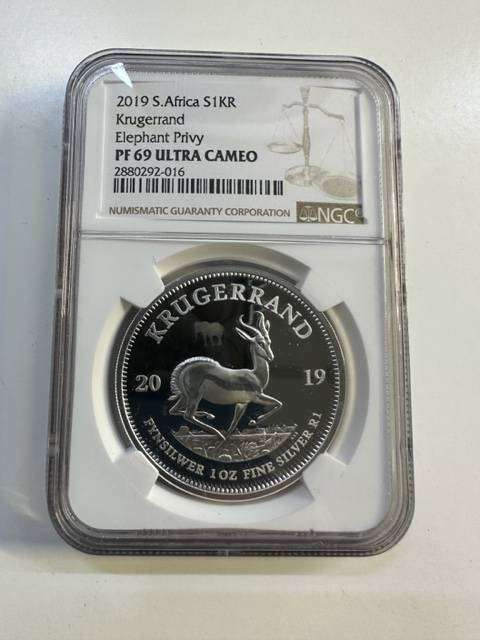 2019 S.Africa S1KR
Krugerrand
Elephant Privy
PF 69 ULTRA CAMEO
2880292-016
NUMISMATIC GUARANTY CORPORATION
NGC
KRUGERRAND
20 19
FYNSILWER 1 OZ FINE SILVER R1